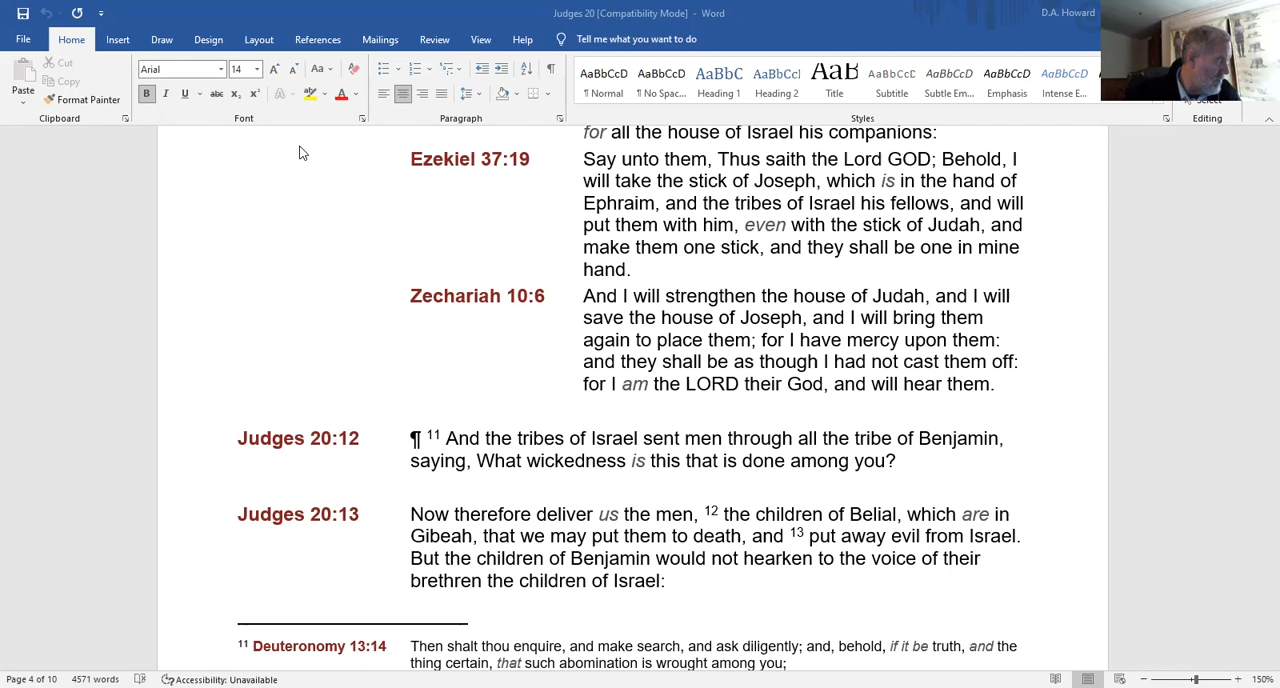 Judges 20 [Compatibility Mode] - Word
D.A. Howard
File Home Insert Draw Design Layout References Mailings Review View Help Tell me what you want to do
Paste
Cut
Copy
Format Painter
Arial 14
Aa
B I U abc x₂ x² A A
AaBbCcD AaBbCcD AaBbC AaBbCcl AaB AaBbCcD AaBbCcD AaBbCcD AaBbCcD
¶ Normal ¶ No Spac... Heading 1 Heading 2 Title Subtitle Subtle Em... Emphasis Intense E...
Select
Clipboard Font Paragraph Styles Editing
for all the house of Israel his companions:
Ezekiel 37:19 Say unto them, Thus saith the Lord GOD; Behold, I
will take the stick of Joseph, which is in the hand of
Ephraim, and the tribes of Israel his fellows, and will
put them with him, even with the stick of Judah, and
make them one stick, and they shall be one in mine
hand.
Zechariah 10:6 And I will strengthen the house of Judah, and I will
save the house of Joseph, and I will bring them
again to place them; for I have mercy upon them:
and they shall be as though I had not cast them off:
for I am the LORD their God, and will hear them.
Judges 20:12 ¶ 11 And the tribes of Israel sent men through all the tribe of Benjamin,
saying, What wickedness is this that is done among you?
Judges 20:13 Now therefore deliver us the men, 12 the children of Belial, which are in
Gibeah, that we may put them to death, and 13 put away evil from Israel.
But the children of Benjamin would not hearken to the voice of their
brethren the children of Israel:
11 Deuteronomy 13:14 Then shalt thou enquire, and make search, and ask diligently; and, behold, if it be truth, and the
thing certain, that such abomination is wrought among you;
Page 4 of 10 4571 words Accessibility: Unavailable 150%